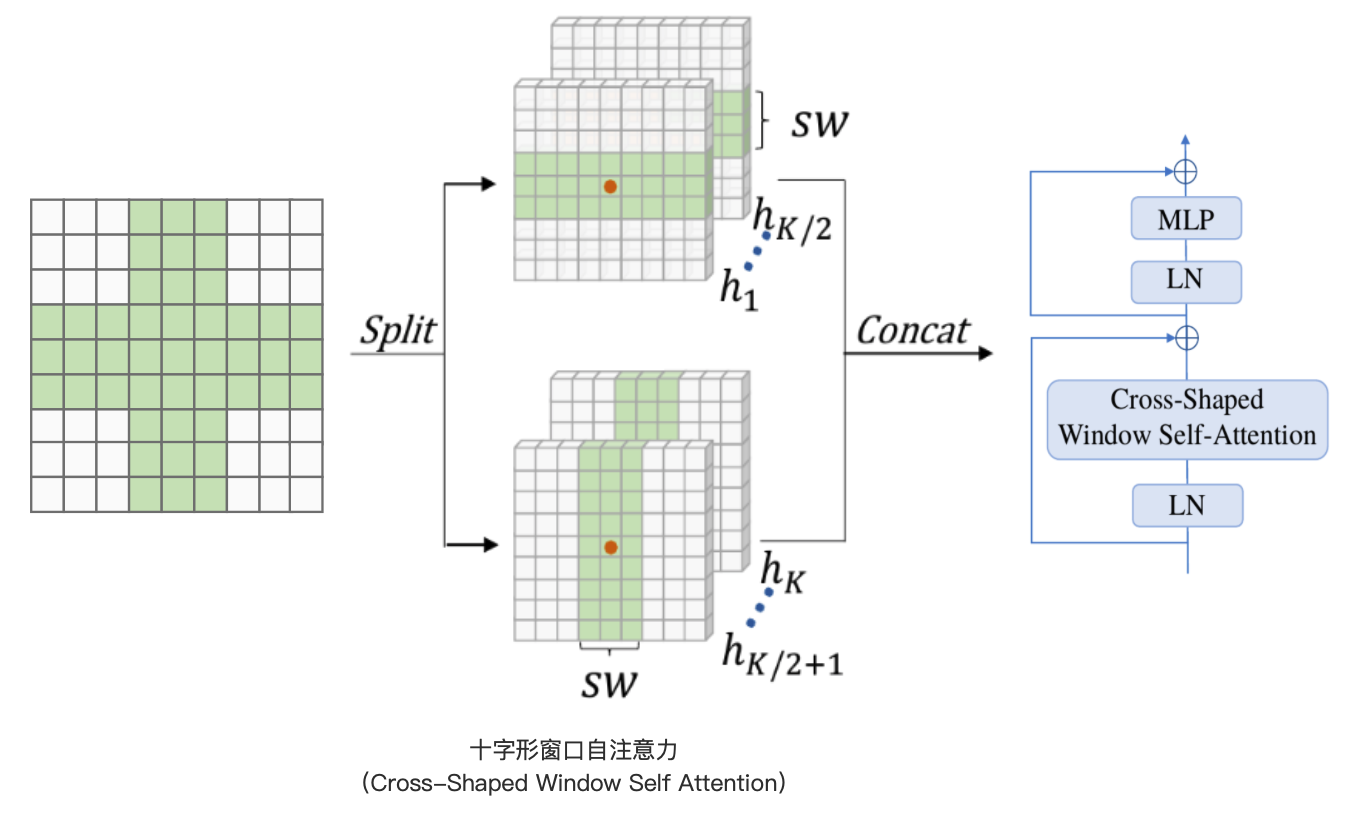 sw
h_{K/2}
h_1
Split
Concat
h_K
h_{K/2+1}
sw
MLP
LN
Cross-Shaped
Window Self-Attention
LN
十字形窗口自注意力
(Cross-Shaped Window Self Attention)